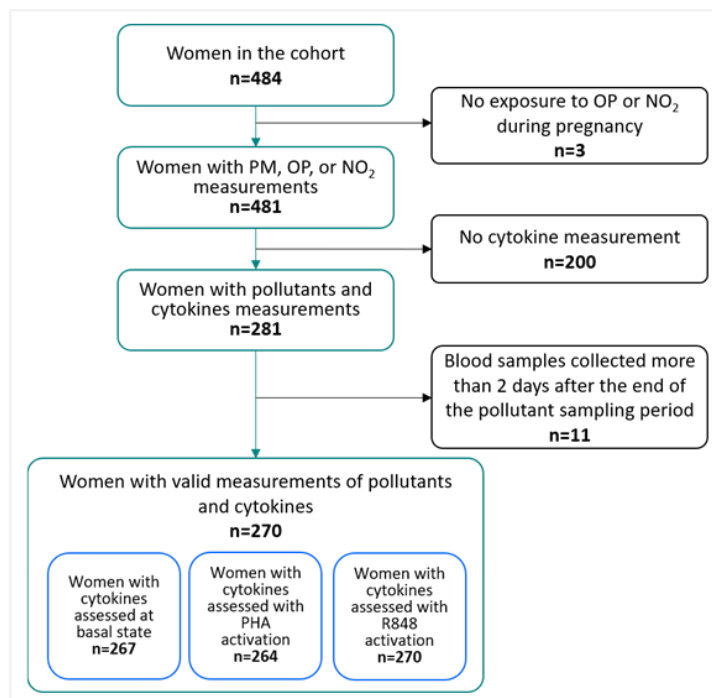 Women in the cohort
n=484
No exposure to OP or NO₂
during pregnancy
n=3
Women with PM, OP, or NO₂
measurements
n=481
No cytokine measurement
n=200
Women with pollutants and
cytokines measurements
n=281
Blood samples collected more
than 2 days after the end of
the pollutant sampling period
n=11
Women with valid measurements of pollutants
and cytokines
n=270
Women with
cytokines
assessed at
basal state
n=267
Women with
cytokines
assessed with
PHA
activation
n=264
Women with
cytokines
assessed with
R848
activation
n=270